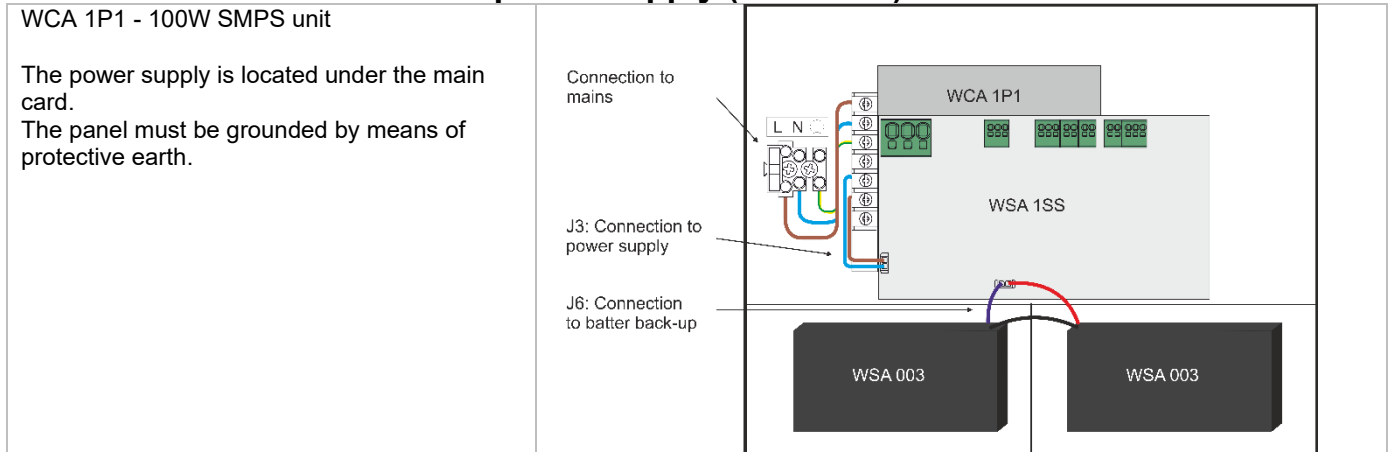 WCA 1P1 - 100W SMPS unit
The power supply is located under the main
card.
The panel must be grounded by means of
protective earth.
Connection to
mains
L N
J3: Connection to
power supply
J6: Connection
to batter back-up
WCA 1P1
WSA 1SS
WSA 003
WSA 003